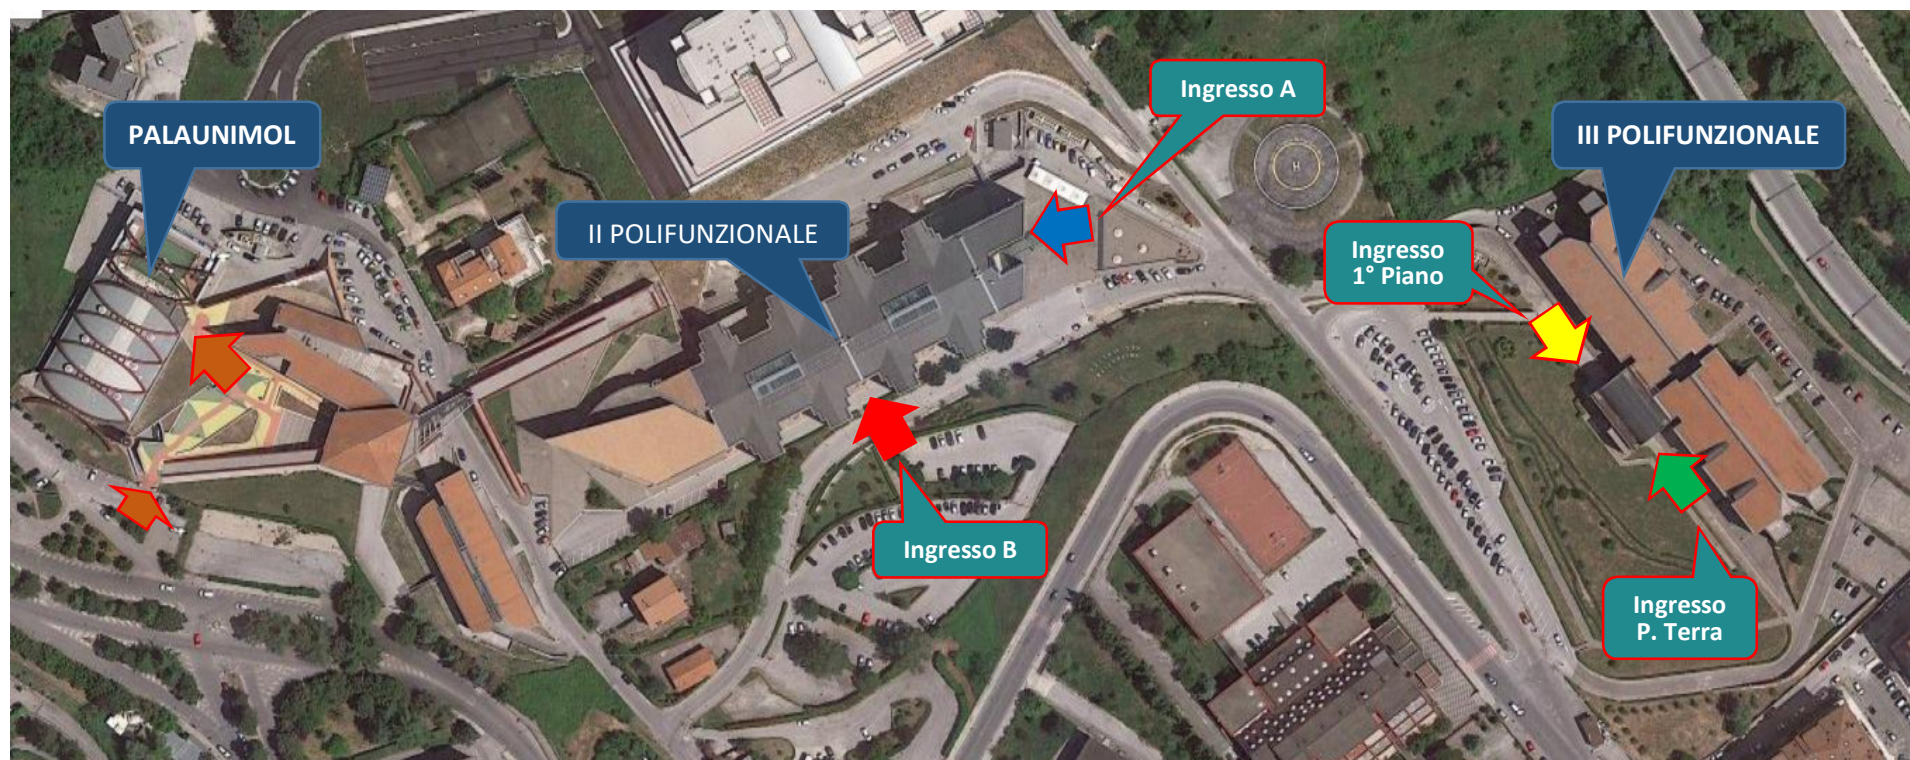 PALAUNIMOL
II POLIFUNZIONALE
Ingresso A
H
III POLIFUNZIONALE
Ingresso
1° Piano
Ingresso B
Ingresso
P. Terra